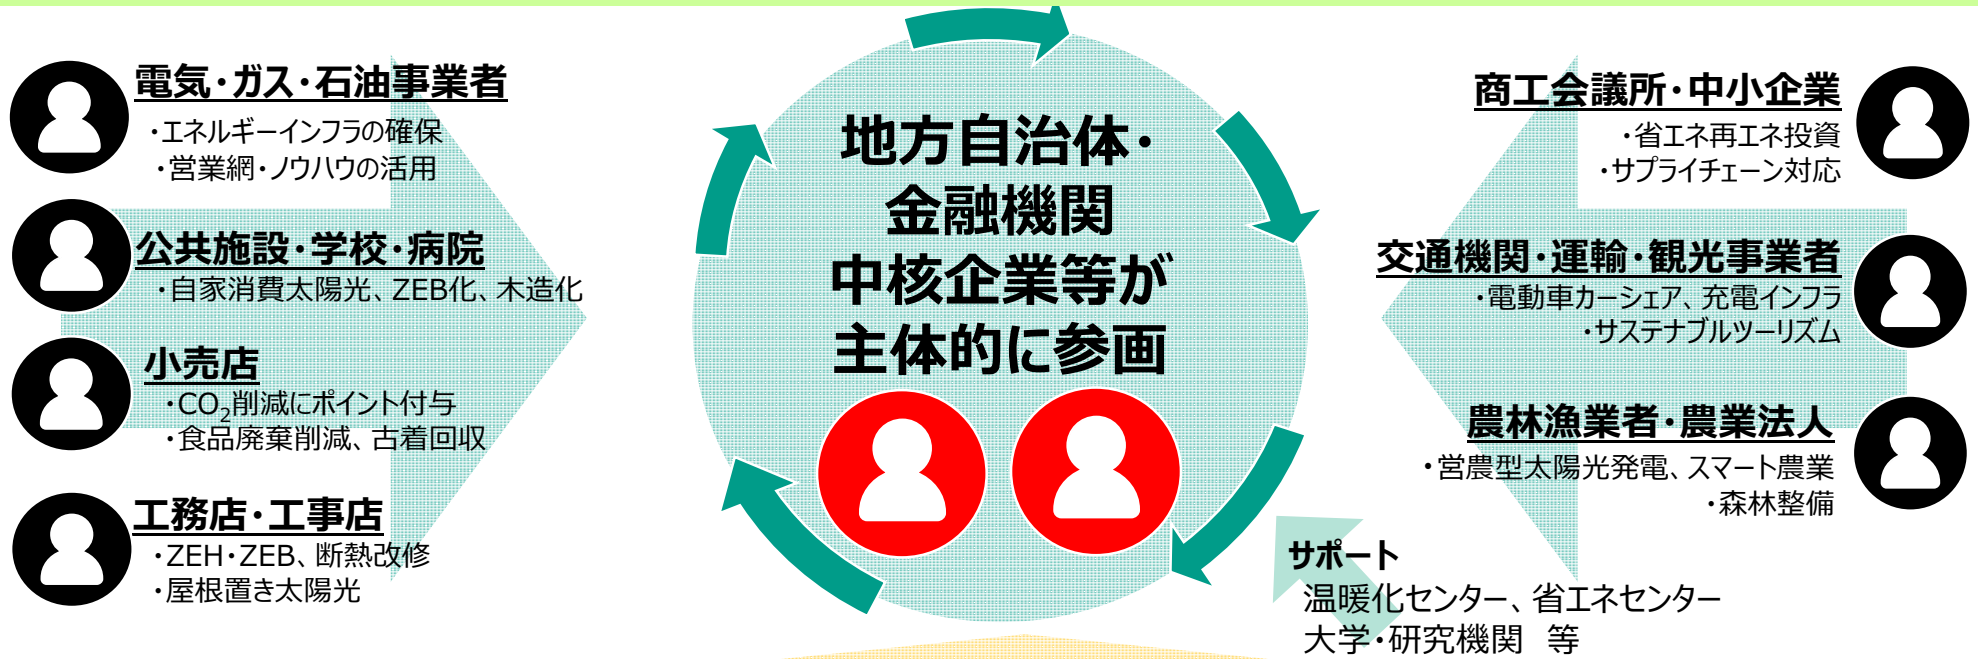 電気・ガス・石油事業者
・エネルギーインフラの確保
・営業網・ノウハウの活用
公共施設・学校・病院
・自家消費太陽光、ZEB化、木造化
小売店
・CO₂削減にポイント付与
・食品廃棄削減、古着回収
工務店・工事店
・ZEH・ZEB、断熱改修
・屋根置き太陽光
地方自治体・
金融機関
中核企業等が
主体的に参画
商工会議所・中小企業
・省エネ再エネ投資
・サプライチェーン対応
交通機関・運輸・観光事業者
・電動車カーシェア、充電インフラ
・サステナブルツーリズム
農林漁業者・農業法人
・営農型太陽光発電、スマート農業
・森林整備
サポート
温暖化センター、省エネセンター
大学・研究機関　等